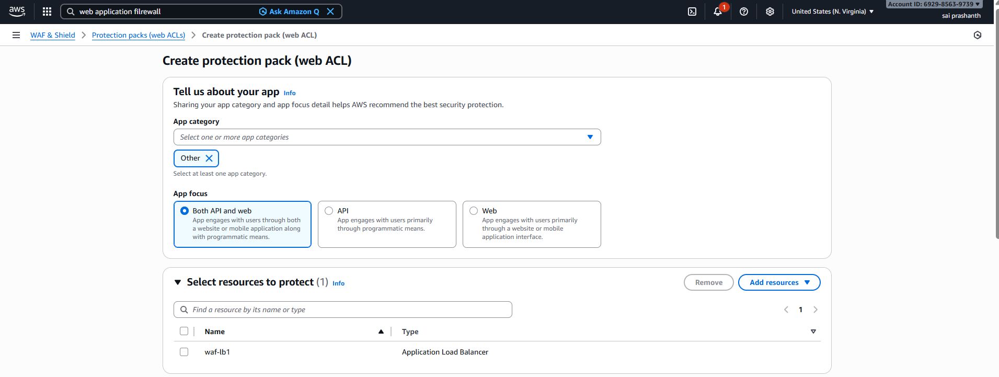 aws
web application filrewall
Ask Amazon Q
1
United States (N. Virginia)
Account ID: 6929-8563-9739
sai prashanth
WAF & Shield
Protection packs (web ACLs)
Create protection pack (web ACL)
Create protection pack (web ACL)
Tell us about your app Info
Sharing your app category and app focus detail helps AWS recommend the best security protection.
App category
Select one or more app categories
Other
Select at least one app category.
App focus
Both API and web
App engages with users through both
a website or mobile application along
with programmatic means.
API
App engages with users primarily
through programmatic means.
Web
App engages with users primarily
through a website or mobile
application interface.
Select resources to protect (1) Info
Remove
Add resources
Find a resource by its name or type
1
Name
Type
waf-lb1
Application Load Balancer